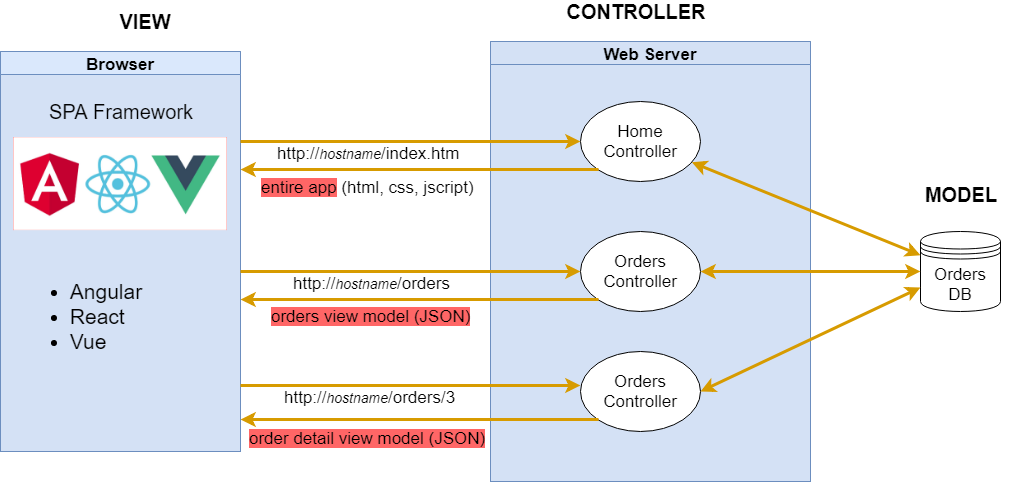 VIEW
CONTROLLER
Browser
Web Server
SPA Framework
A
Home
Controller
http://hostname/index.htm
entire app (html, css, jscript)
MODEL
Orders
Controller
http://hostname/orders
orders view model (JSON)
Orders
DB
• Angular
• React
• Vue
Orders
Controller
http://hostname/orders/3
order detail view model (JSON)